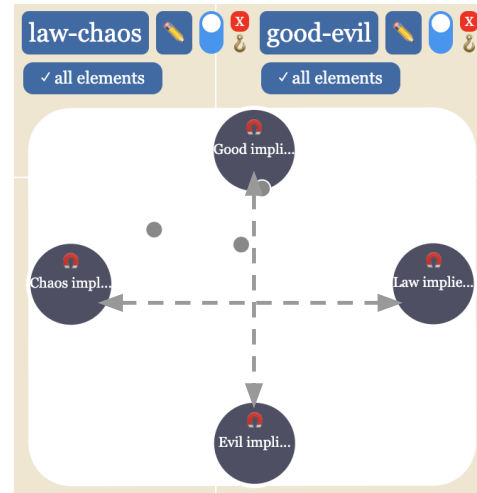 law-chaos
x
good-evil
x
✓ all elements
✓ all elements
Good impli...
Chaos impl...
Law implie...
Evil impli...